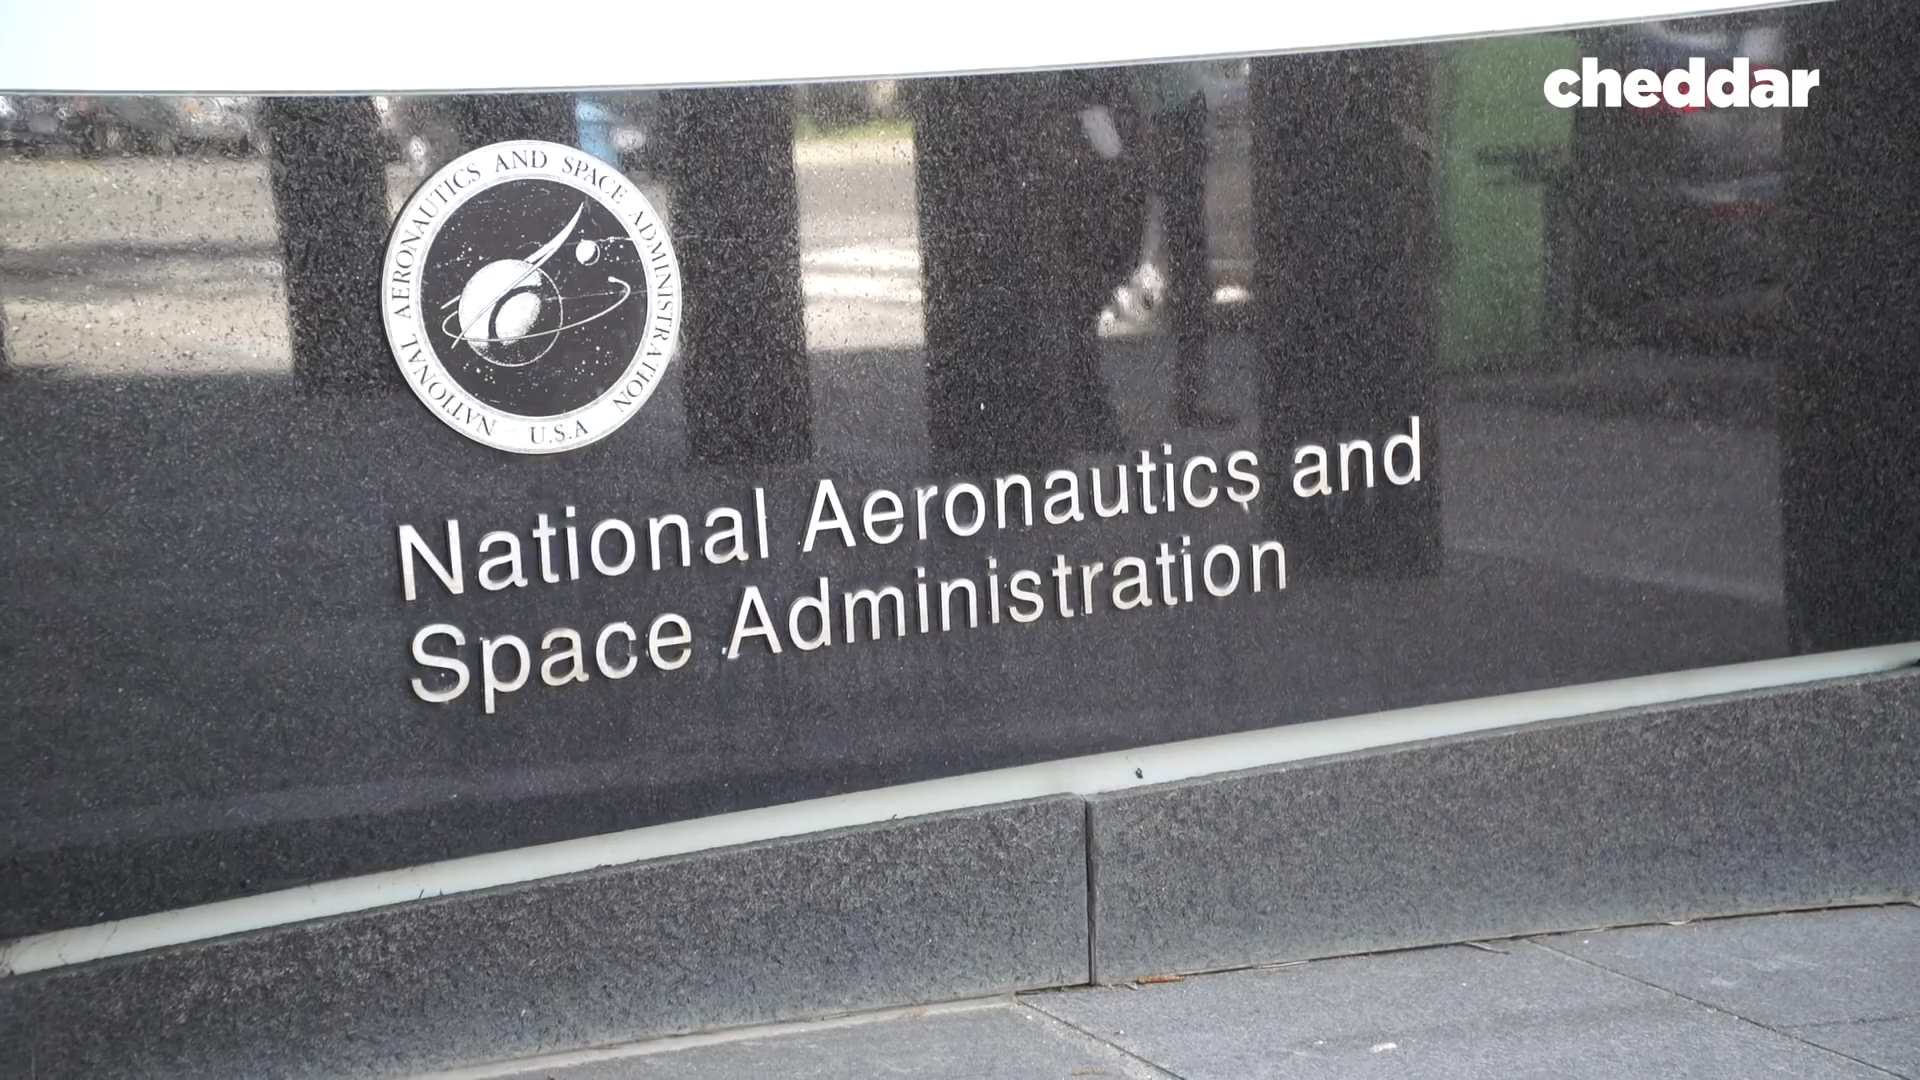 cheddar
NATIONAL AERONAUTICS AND SPACE ADMINISTRATION
U.S.A
National Aeronautics and
Space Administration